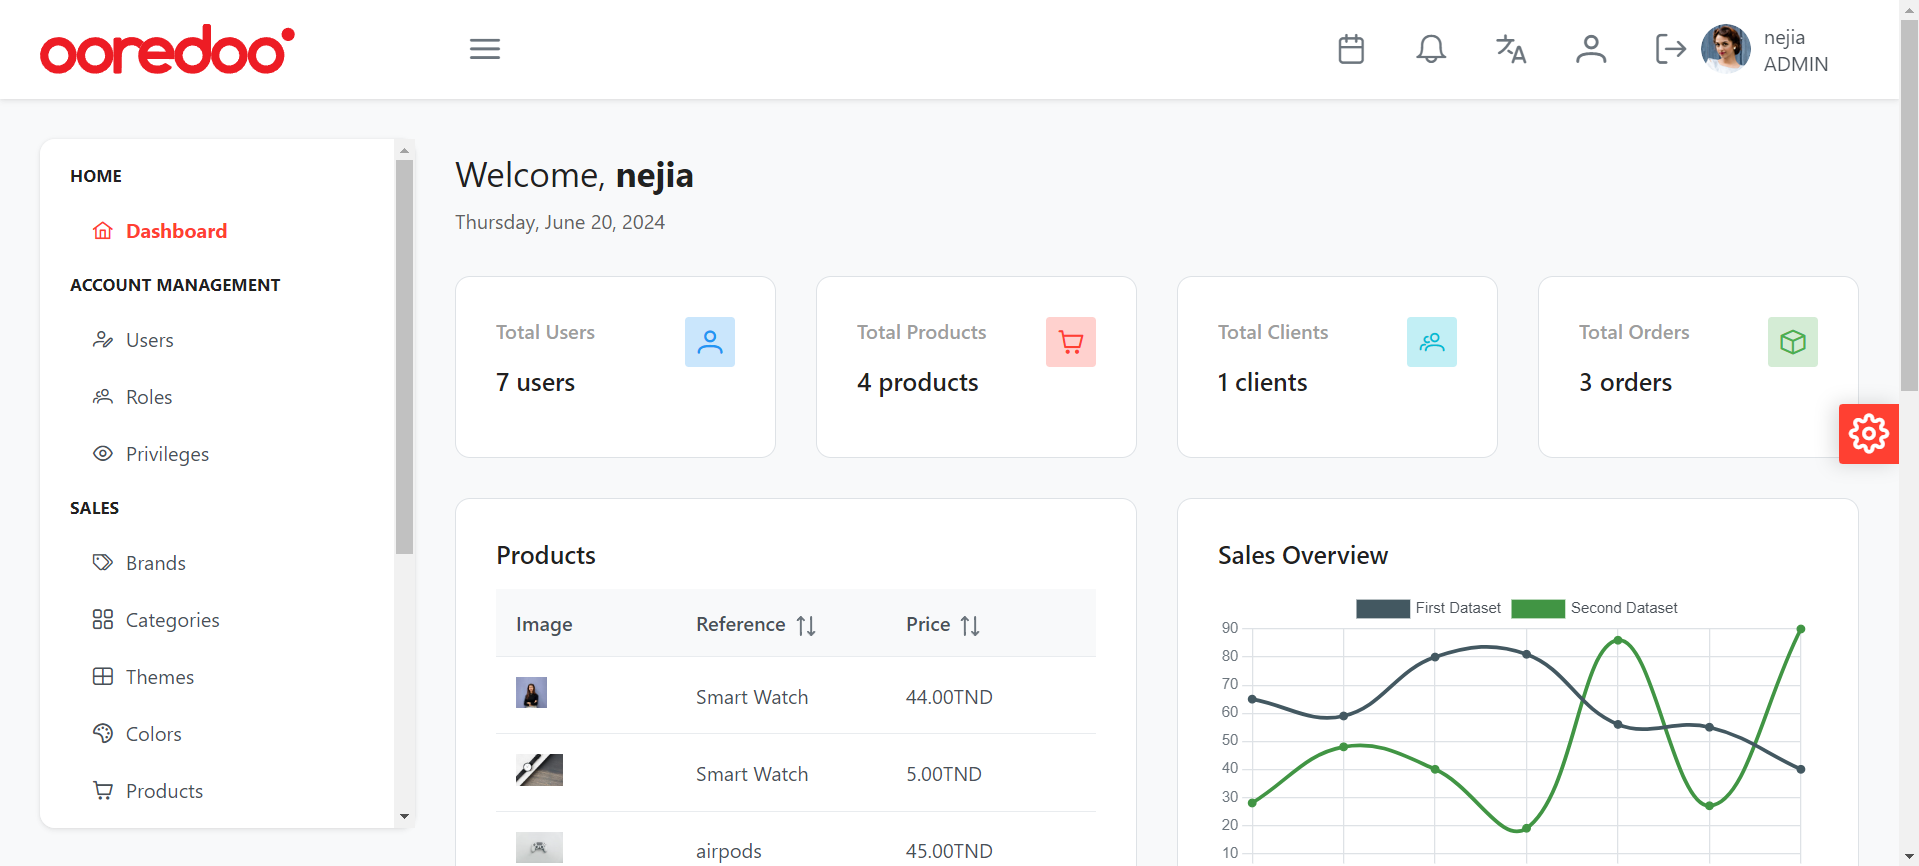 ooredoo
nejia
ADMIN
HOME
Dashboard
ACCOUNT MANAGEMENT
Users
Roles
Privileges
SALES
Brands
Categories
Themes
Colors
Products
Welcome, nejia
Thursday, June 20, 2024
Total Users
7 users
Total Products
4 products
Total Clients
1 clients
Total Orders
3 orders
Products
Image Reference Price
Smart Watch 44.00TND
Smart Watch 5.00TND
airpods 45.00TND
Sales Overview
First Dataset Second Dataset
90
80
70
60
50
40
30
20
10